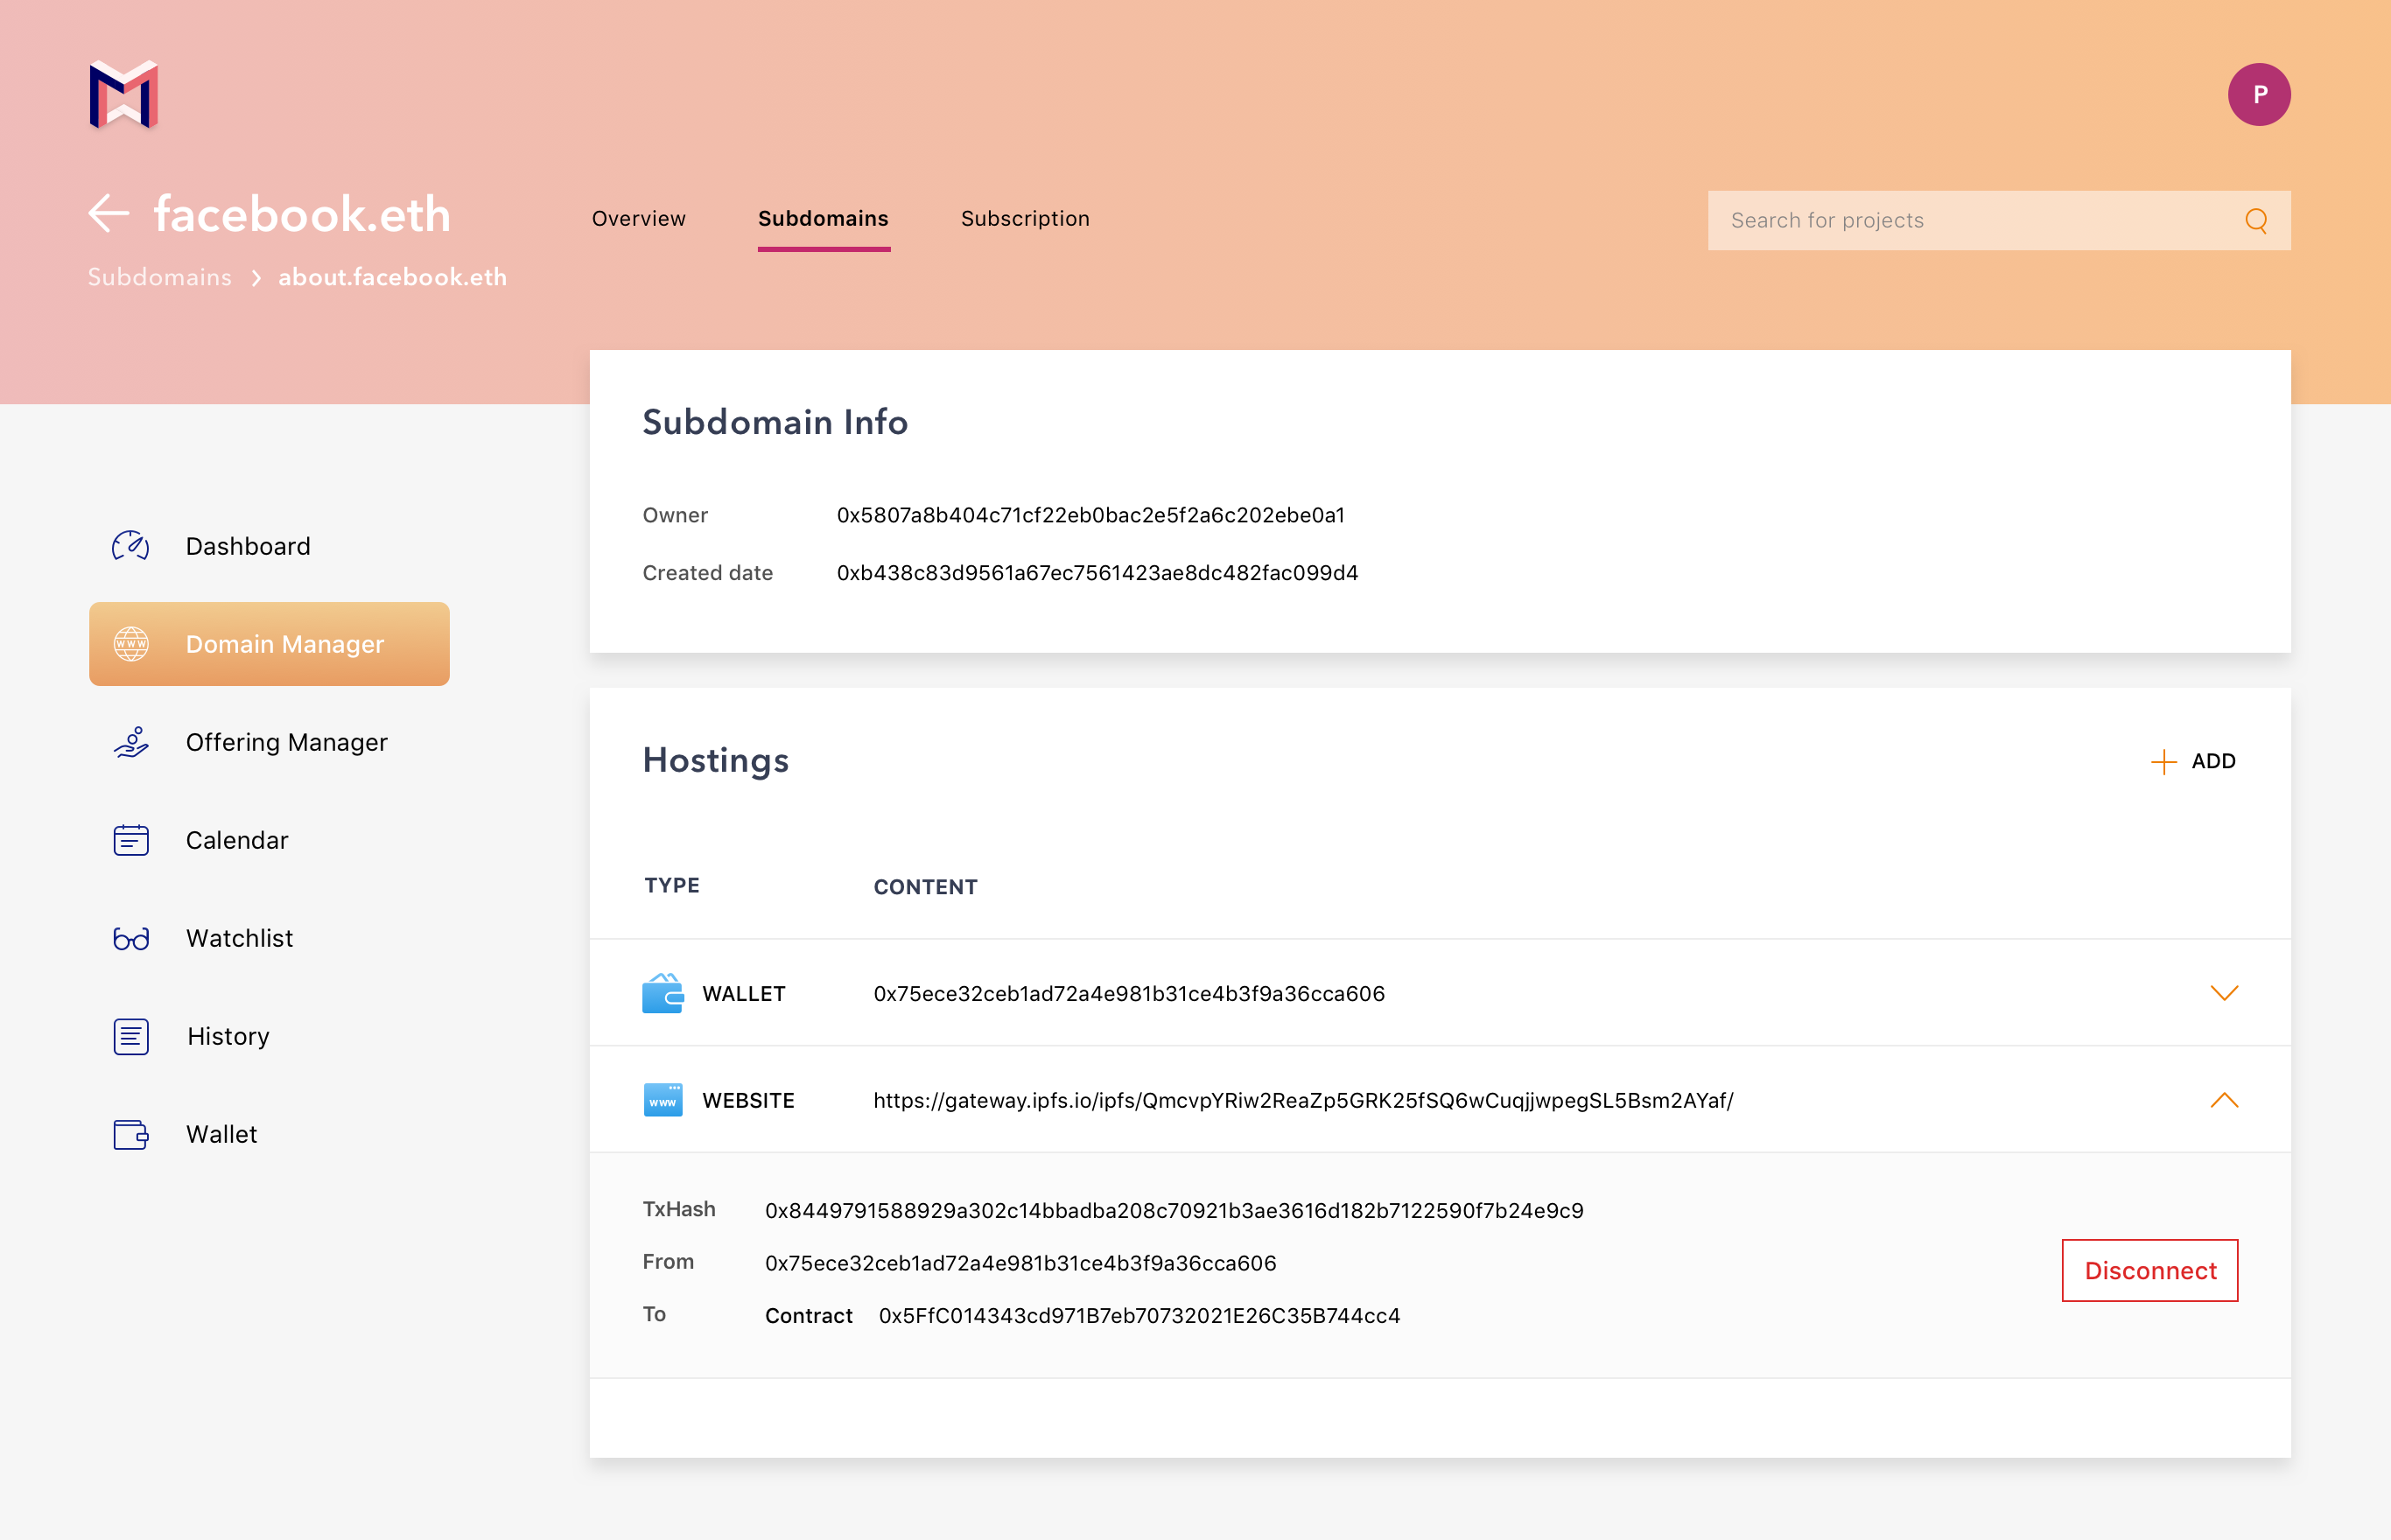 P
facebook.eth
Overview Subdomains Subscription
Search for projects
Subdomains > about.facebook.eth
Dashboard
Domain Manager
Offering Manager
Calendar
Watchlist
History
Wallet
Subdomain Info
Owner 0x5807a8b404c71cf22eb0bac2e5f2a6c202ebe0a1
Created date 0xb438c83d9561a67ec7561423ae8dc482fac099d4
Hostings
ADD
TYPE CONTENT
WALLET 0x75ece32ceb1ad72a4e981b31ce4b3f9a36cca606
www WEBSITE https://gateway.ipfs.io/ipfs/QmcvpYRiw2ReaZp5GRK25fSQ6wCuqjjwpegSL5Bsm2AYaf/
TxHash 0x8449791588929a302c14bbadba208c70921b3ae3616d182b7122590f7b24e9c9
From 0x75ece32ceb1ad72a4e981b31ce4b3f9a36cca606
Disconnect
To Contract 0x5FfC014343cd971B7eb70732021E26C35B744cc4